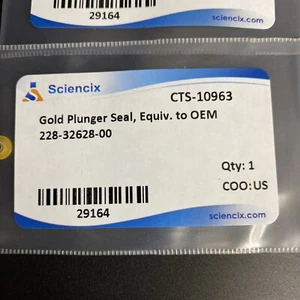 29164
sciencix.com
Sciencix
CTS-10963
Gold Plunger Seal, Equiv. to OEM
228-32628-00
Qty: 1
COO: US
29164
sciencix.com